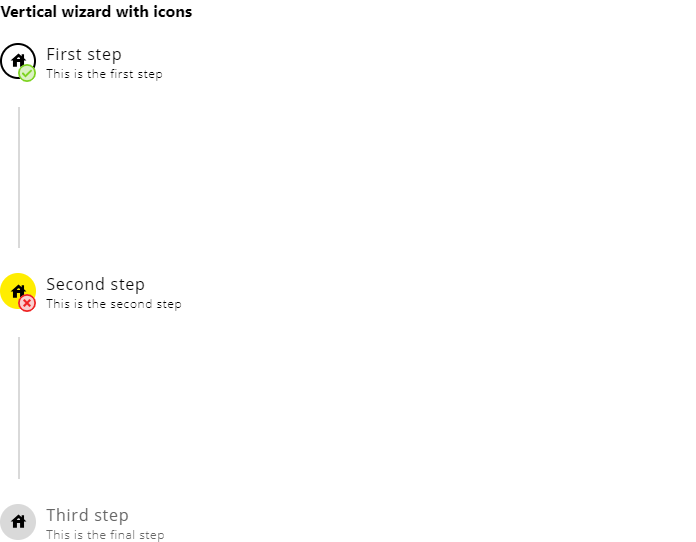 Vertical wizard with icons
First step
This is the first step
Second step
This is the second step
Third step
This is the final step